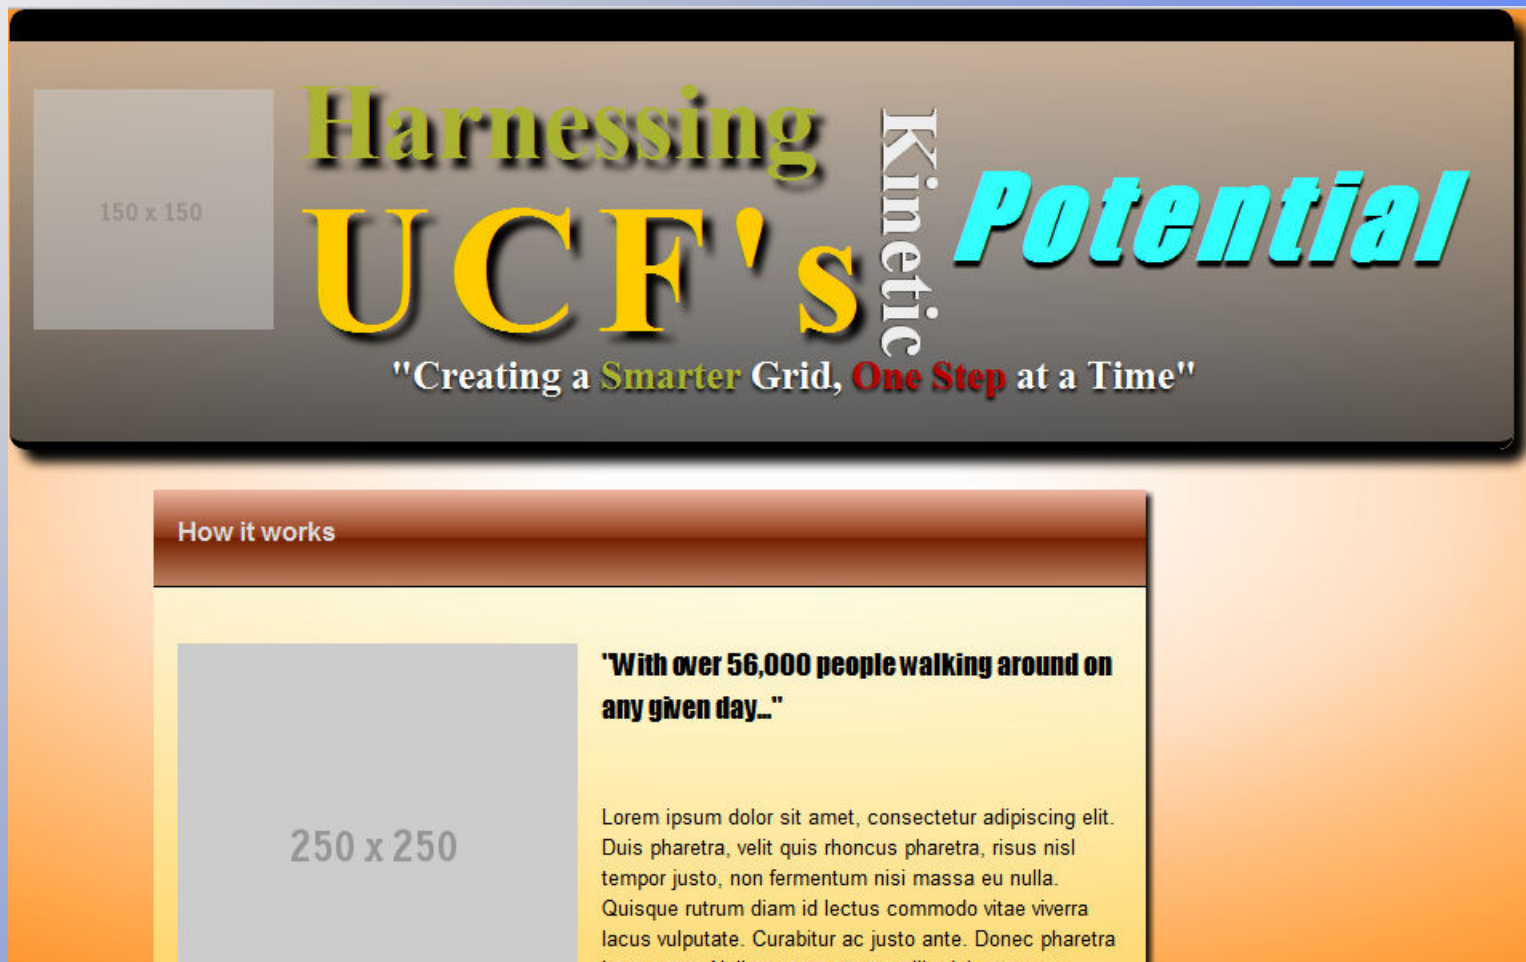 150 x 150
Harnessing
UCF's
Kinetic
Potential
"Creating a Smarter Grid, One Step at a Time"
How it works
250 x 250
"With over 56,000 people walking around on
any given day..."
Lorem ipsum dolor sit amet, consectetur adipiscing elit.
Duis pharetra, velit quis rhoncus pharetra, risus nisl
tempor justo, non fermentum nisi massa eu nulla.
Quisque rutrum diam id lectus commodo vitae viverra
lacus vulputate. Curabitur ac justo ante. Donec pharetra